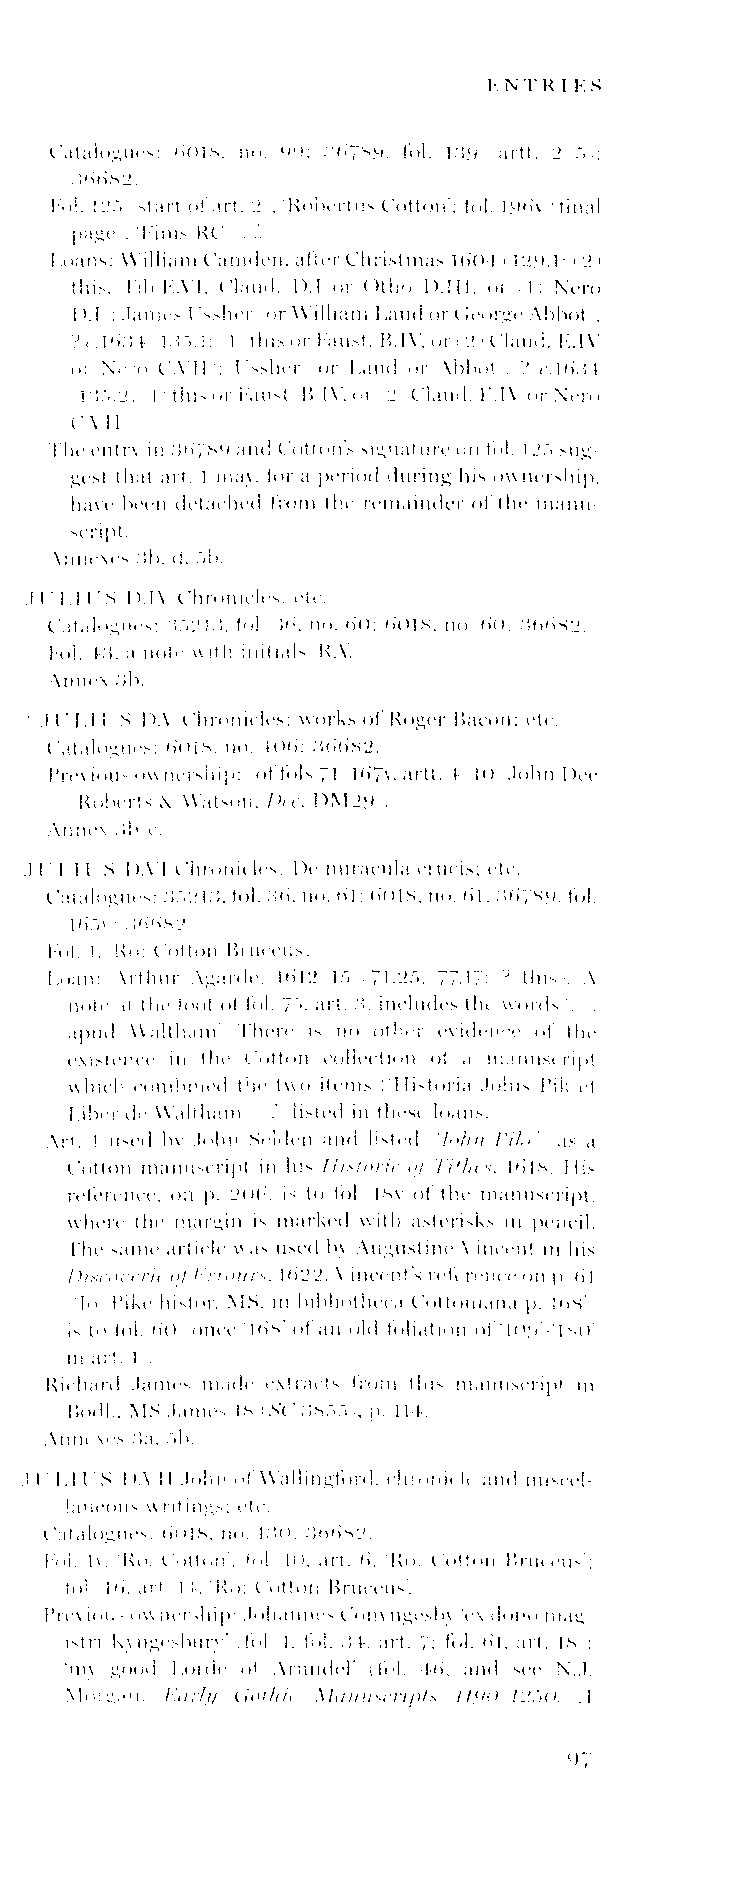 ENTRIES
Catalogues: 6018, no. 99; 36789, fol. 139 (artt. 2–5);
36682.
Fol. 125 (start of art. 2), 'Robertus Cotton'; fol. 196v (final
page), 'Finis RC
Loans: William Camden, after Christmas 1604 (129.1: (2)
this, Tib.E.VI, Claud. D.I or Otho D.III, or (1) Nero
D.I); James Ussher (or William Laud or George Abbot),
? c.1634 (135.1: (1) this or Faust. B.IV, or (2) Claud. E.IV
or Nero C.VII); Ussher (or Laud or Abbot), ? c.1634
(135.2, (1) this or Faust. B.IV, or (2) Claud. E.IV or Nero
C.VII
The entry in 36789 and Cotton's signature on fol. 125 sug-
gest that art. 1 may, for a period during his ownership,
have been detached from the remainder of the manu-
script.
Annexes 3b, d, 5b.
JULIUS D.IV Chronicles, etc.
Catalogues: 35213, fol. 36, no. 60; 6018, no. 60, 36682.
Fol. 43, a note with initials 'R.V.
Annex 3b.
JULIUS D.V Chronicles; works of Roger Bacon; etc.
Catalogues: 6018, no. 406; 36682.
Previous ownership: (of fols 71–167v, artt. 4–10) John Dee
(Roberts & Watson, Dee, DM29).
Annex 3b
JULIUS D.VI Chronicles, De miracula crucis; etc.
Catalogues: 35213, fol. 36, no. 61; 6018, no. 61, 36789, fol.
36682
Fol. 1, 'Ro: Cotton Bruceus.
Loan: Arthur Agarde, 1612–15 (71.25, 77.17: ? this). A
note at the foot of fol. 75, art. 3, includes the words '. . .
apud Waltham'. There is no other evidence of the
existence in the Cotton collection of a manuscript
which combined the two items ('Historia Johis Pik et
Liber de Waltham . . .') listed in these loans.
Art. 1 used by John Selden and listed ('John Pike') as a
Cotton manuscript in his Historie of Tithes, 1618. His
reference, on p. 206, is to fol. 48v of the manuscript,
where the margin is marked with asterisks in pencil.
The same article was used by Augustine Vincent in his
Discoverie of Errours, 1622. Vincent's reference on p. 61
'Io. Pike histor. MS. in bibliotheca Cottoniana p. 168'
is to fol. 60 (once '168' of an old foliation of '109'–'180'
in art. 1).
Richard James made extracts from this manuscript in
Bodl., MS James 18 (SC 3855), p. 114.
Annexes 3a, 5b.
JULIUS D.VII John of Wallingford, chronicle and miscel-
laneous writings; etc.
Catalogues, 6018, no. 130, 36682.
Fol. 1v, 'Ro. Cotton', fol. 10, art. 6, 'Ro. Cotton Bruceus';
fol. 46, art. 14, 'Ro: Cotton Bruceus'.
Previous ownership: Johannes Conyngesby 'ex dono mag-
istri Kyngesbury' (fol. 1, fol. 34, art. 7; fol. 61, art. 18);
'my good Lorde of Arundel' (fol. 46, and see N.J.
Morgan, Early Gothic Manuscripts, 1190–1250, A
97